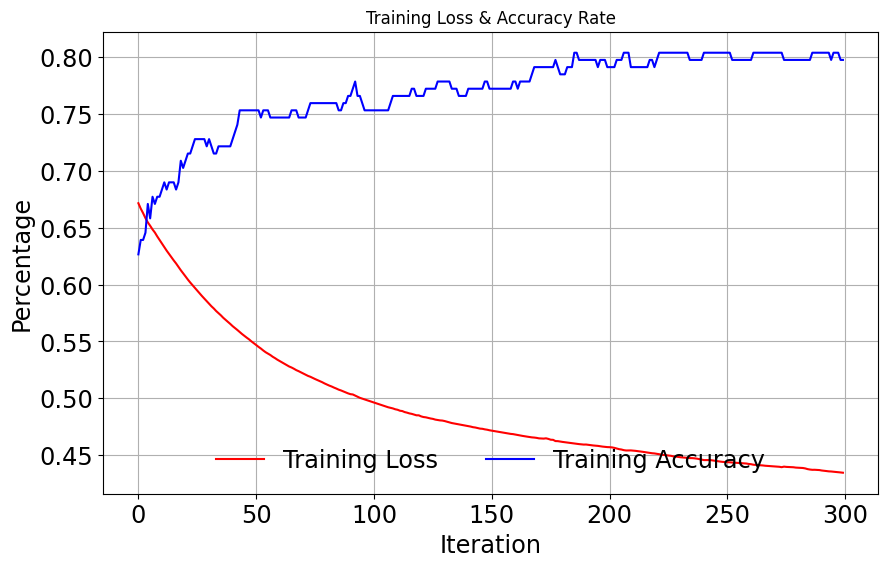 Training Loss & Accuracy Rate
0.80
0.75
0.70
0.65
0.60
0.55
0.50
0.45
Percentage
Training Loss Training Accuracy
0 50 100 150 200 250 300
Iteration